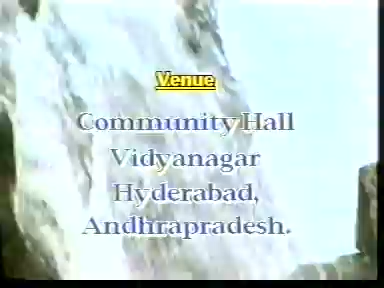 Venue
Community Hall
Vidyanagar
Hyderabad,
Andhrapradesh.